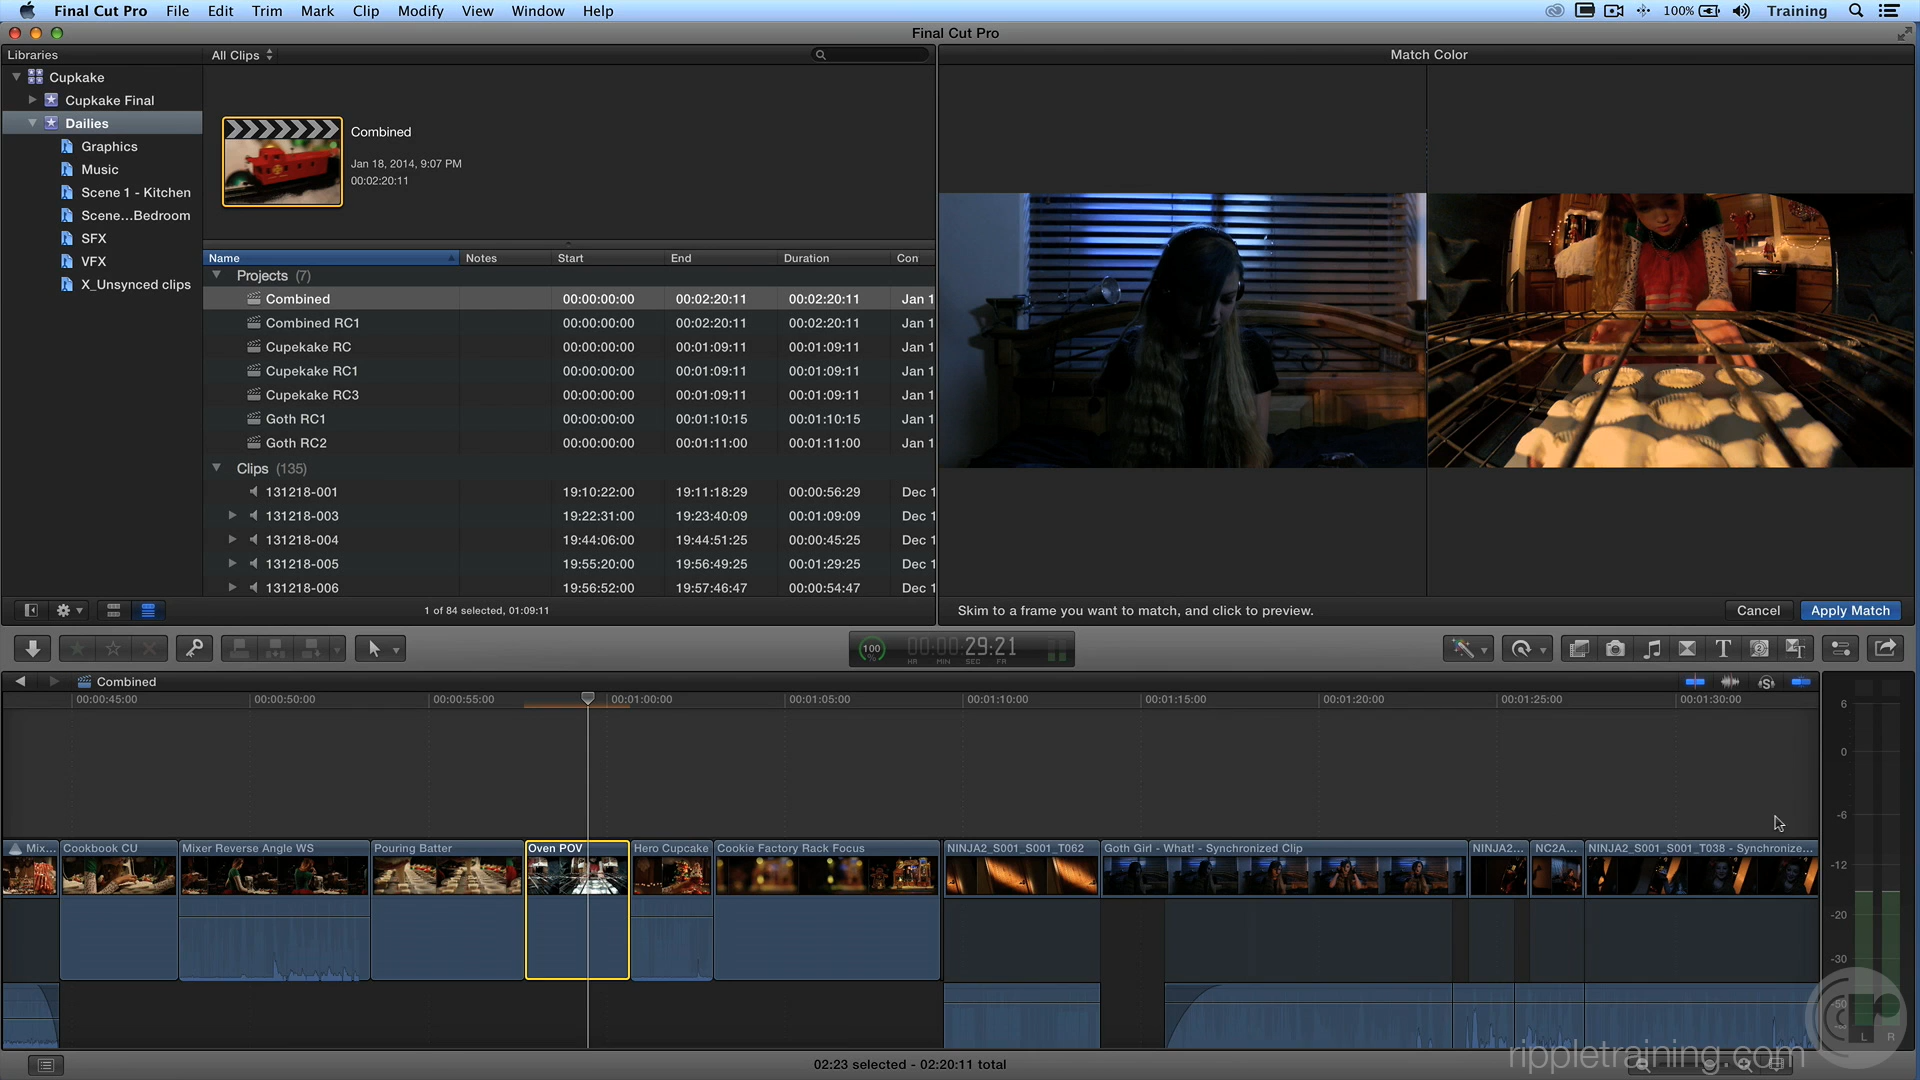 Final Cut Pro File Edit Trim Mark Clip Modify View Window Help 100% Training
Final Cut Pro
Libraries All Clips Match Color
Cupkake
Cupkake Final
Dailies
Graphics
Music
Scene 1 - Kitchen
Scene...Bedroom
SFX
VFX
X_Unsynced clips
Combined
Jan 18, 2014, 9:07 PM
00:02:20:11
Name Notes Start End Duration Con
Projects (7)
Combined 00:00:00:00 00:02:20:11 00:02:20:11 Jan 1
Combined RC1 00:00:00:00 00:02:20:11 00:02:20:11 Jan 1
Cupekake RC 00:00:00:00 00:01:09:11 00:01:09:11 Jan 1
Cupekake RC1 00:00:00:00 00:01:09:11 00:01:09:11 Jan 1
Cupekake RC3 00:00:00:00 00:01:09:11 00:01:09:11 Jan 1
Goth RC1 00:00:00:00 00:01:10:15 00:01:10:15 Jan 1
Goth RC2 00:00:00:00 00:01:11:00 00:01:11:00 Jan 1
Clips (135)
131218-001 19:10:22:00 19:11:18:29 00:00:56:29 Dec 1
131218-003 19:22:31:00 19:23:40:09 00:01:09:09 Dec 1
131218-004 19:44:06:00 19:44:51:25 00:00:45:25 Dec 1
131218-005 19:55:20:00 19:56:49:25 00:01:29:25 Dec 1
131218-006 19:56:52:00 19:57:46:47 00:00:54:47 Dec 1
1 of 84 selected, 01:09:11
Skim to a frame you want to match, and click to preview. Cancel Apply Match
100 % 00:00:29:21
HR MIN SEC FR
Combined
00:00:45:00 00:00:50:00 00:00:55:00 00:01:00:00 00:01:05:00 00:01:10:00 00:01:15:00 00:01:20:00 00:01:25:00 00:01:30:00
6
0
-6
-12
-20
-30
-50
L R
Mix... Cookbook CU Mixer Reverse Angle WS Pouring Batter Oven POV Hero Cupcake Cookie Factory Rack Focus NINJA2_S001_S001_T062 Goth Girl - What! - Synchronized Clip NINJA2... NC2A... NINJA2_S001_S001_T038 - Synchronize...
02:23 selected - 02:20:11 total
rippletraining.com